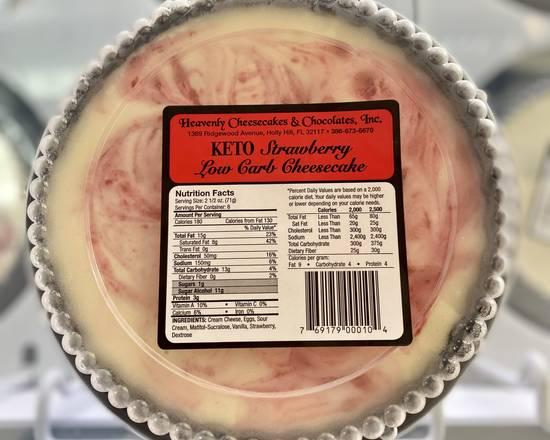 Heavenly Cheesecakes & Chocolates, Inc.
1369 Ridgewood Avenue, Holly Hill, FL 32117 • 386-673-6670
KETO Strawberry
Low Carb Cheesecake
Nutrition Facts
Serving Size: 2 1/2 oz. (71g)
Servings Per Container: 8
Amount Per Serving
Calories 180 Calories from Fat 130
% Daily Value*
Total Fat 15g 23%
Saturated Fat 8g 42%
Trans Fat 0g
Cholesterol 50mg 16%
Sodium 150mg 6%
Total Carbohydrate 13g 4%
Dietary Fiber 0g 2%
Sugars 1g
Sugar Alcohol 11g
Protein 3g
Vitamin A 10% • Vitamin C 0%
Calcium 6% • Iron 0%
INGREDIENTS: Cream Cheese, Eggs, Sour
Cream, Maltitol-Sucralose, Vanilla, Strawberry,
Dextrose
*Percent Daily Values are based on a 2,000
calorie diet. Your daily values may be higher
or lower depending on your calorie needs.
Calories 2,000 2,500
Total Fat Less Than 65g 80g
Sat Fat Less Than 20g 25g
Cholesterol Less Than 300g 300g
Sodium Less Than 2,400g 2,400g
Total Carbohydrate 300g 375g
Dietary Fiber 25g 30g
Calories per gram:
Fat 9 • Carbohydrate 4 • Protein 4
7 69179 00010 4